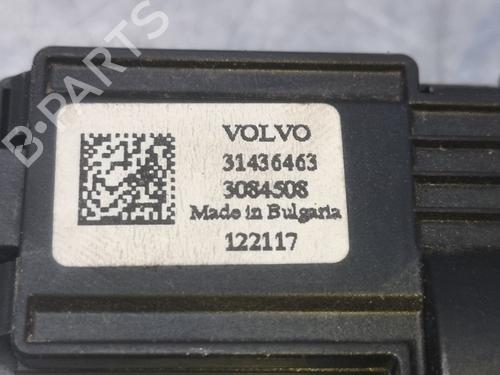 B-PARTS
VOLVO
31436463
3084508
Made in Bulgaria
122117